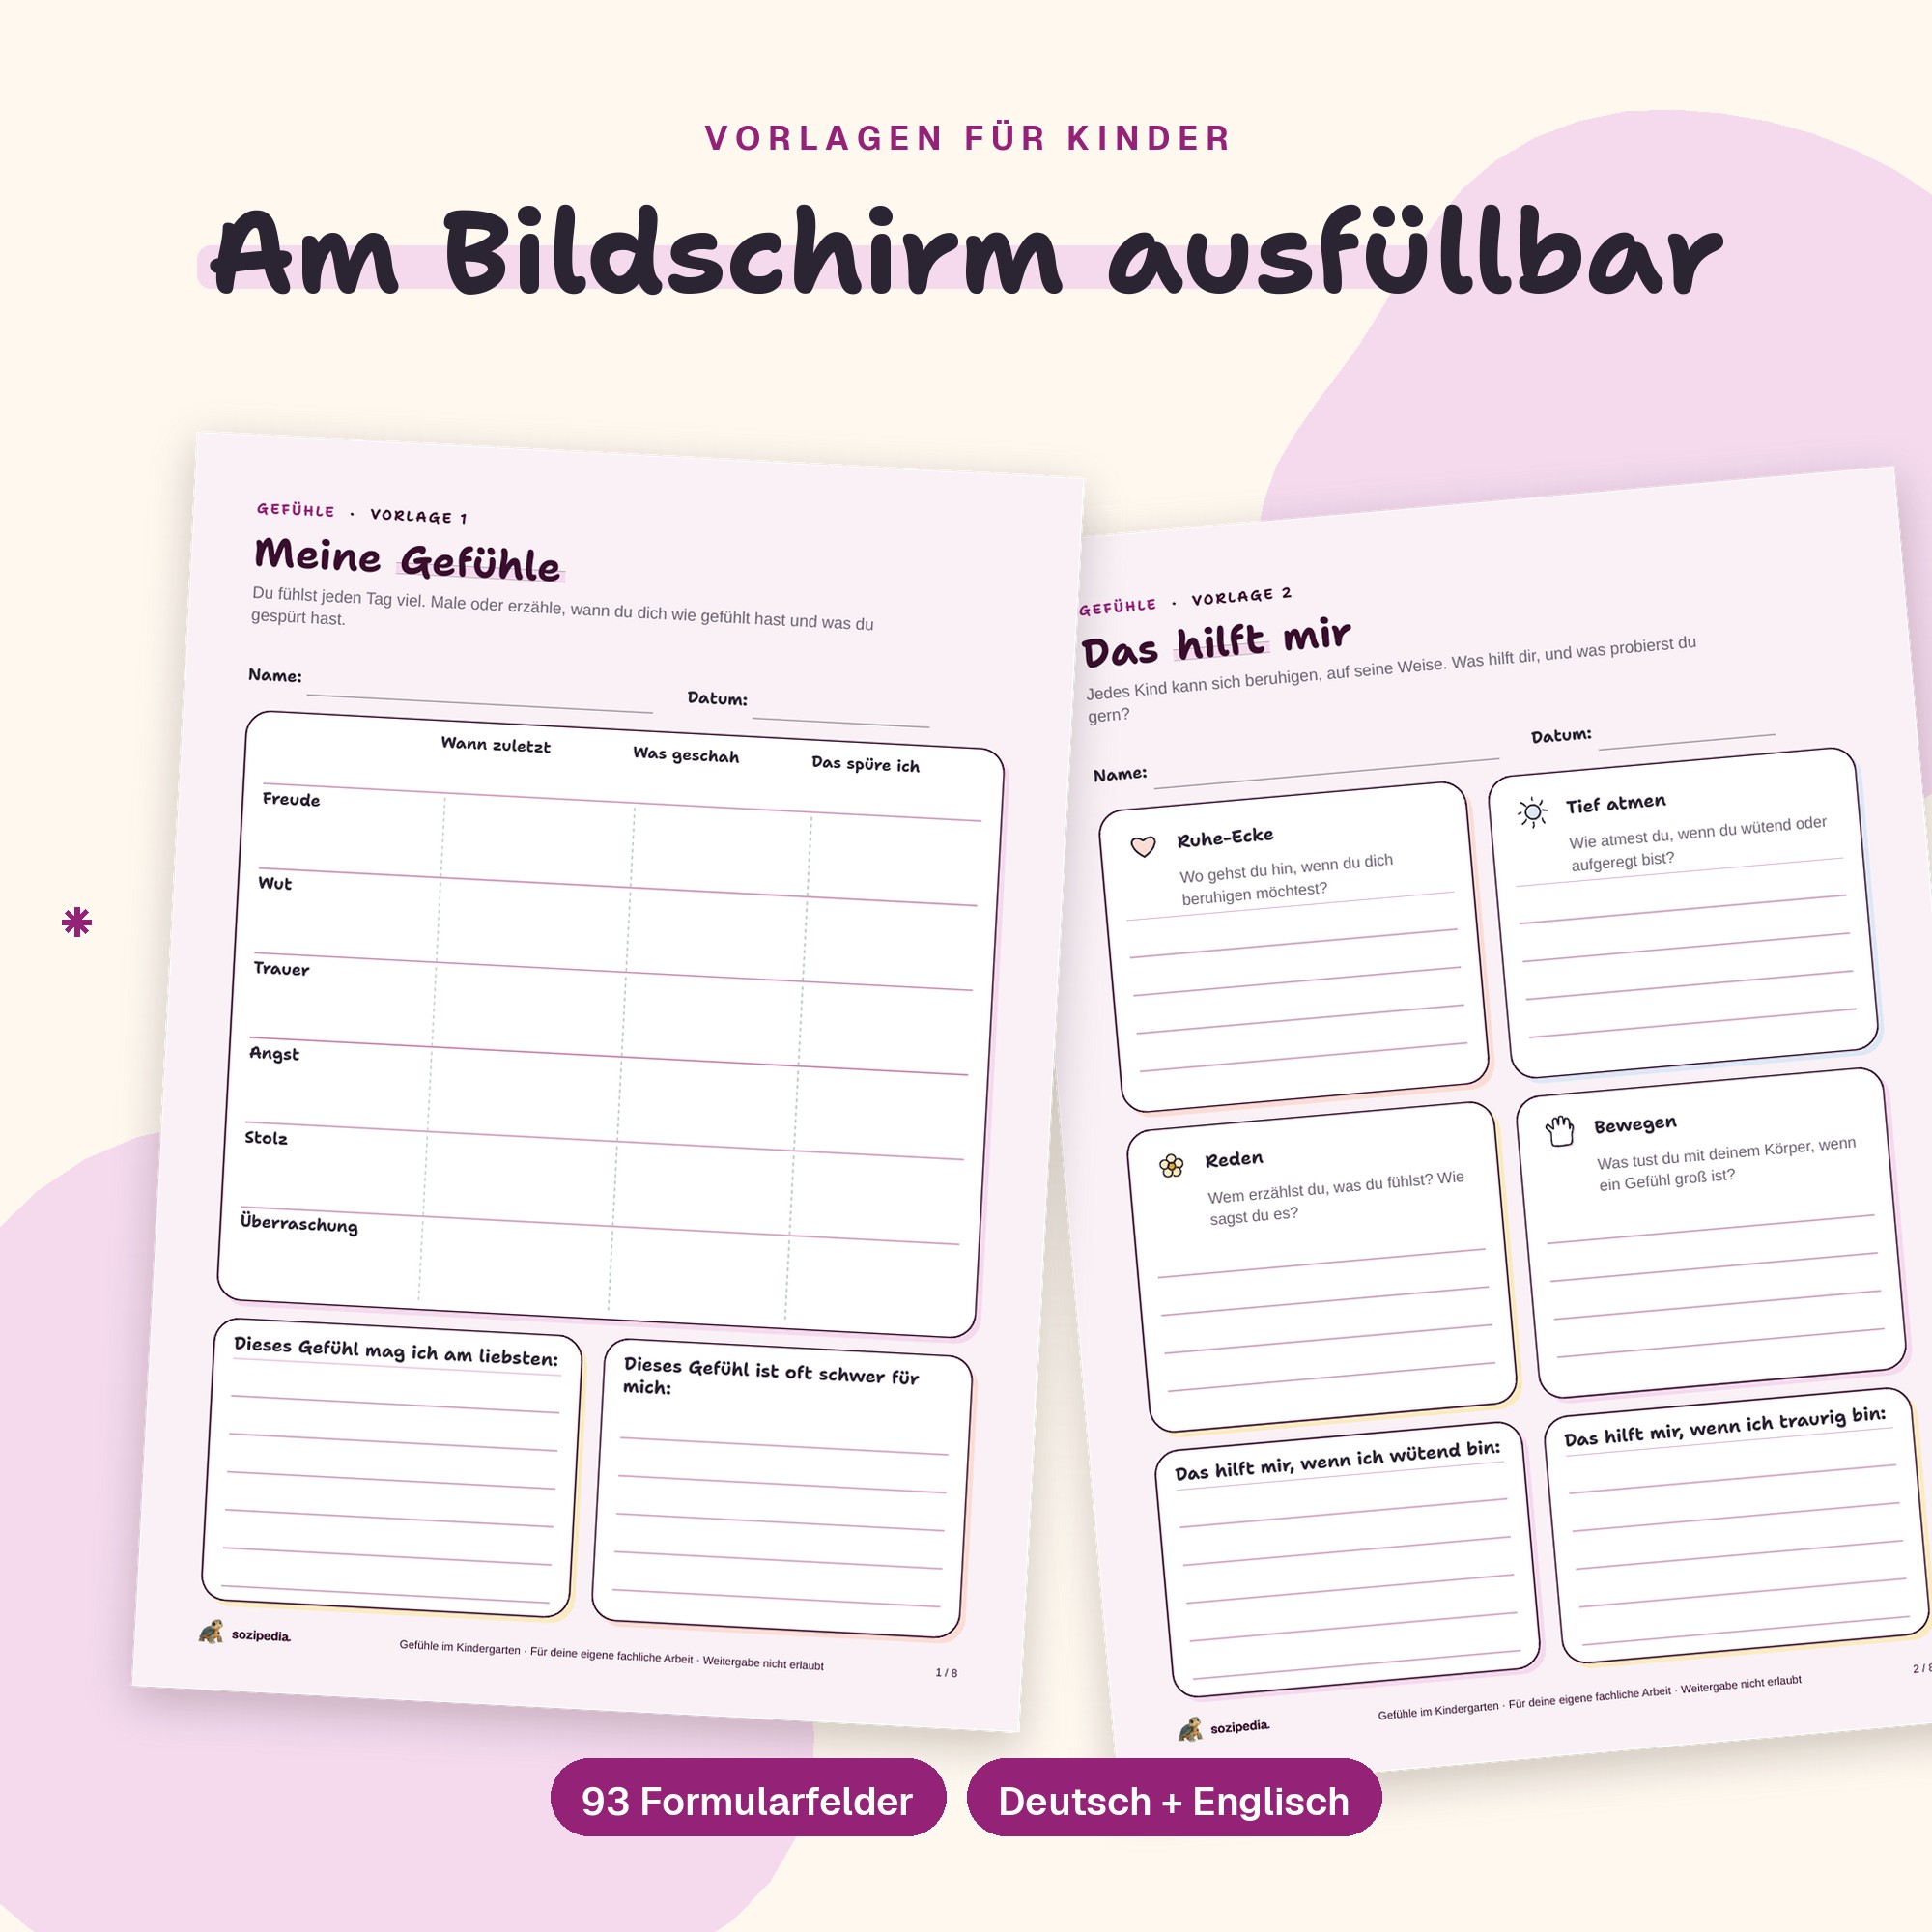 VORLAGEN FÜR KINDER
Am Bildschirm ausfüllbar
GEFÜHLE · VORLAGE 1
Meine Gefühle
Du fühlst jeden Tag viel. Male oder erzähle, wann du dich wie gefühlt hast und was du
gespürt hast.
Name:
Datum:
Wann zuletzt
Was geschah
Das spüre ich
Freude
Wut
Trauer
Angst
Stolz
Überraschung
Dieses Gefühl mag ich am liebsten:
Dieses Gefühl ist oft schwer für
mich:
sozipedia.
Gefühle im Kindergarten · Für deine eigene fachliche Arbeit · Weitergabe nicht erlaubt
1 / 8
GEFÜHLE · VORLAGE 2
Das hilft mir
Jedes Kind kann sich beruhigen, auf seine Weise. Was hilft dir, und was probierst du
gern?
Name:
Datum:
Ruhe-Ecke
Wo gehst du hin, wenn du dich
beruhigen möchtest?
Tief atmen
Wie atmest du, wenn du wütend oder
aufgeregt bist?
Reden
Wem erzählst du, was du fühlst? Wie
sagst du es?
Bewegen
Was tust du mit deinem Körper, wenn
ein Gefühl groß ist?
Das hilft mir, wenn ich wütend bin:
Das hilft mir, wenn ich traurig bin:
sozipedia.
Gefühle im Kindergarten · Für deine eigene fachliche Arbeit · Weitergabe nicht erlaubt
2 / 8
93 Formularfelder
Deutsch + Englisch